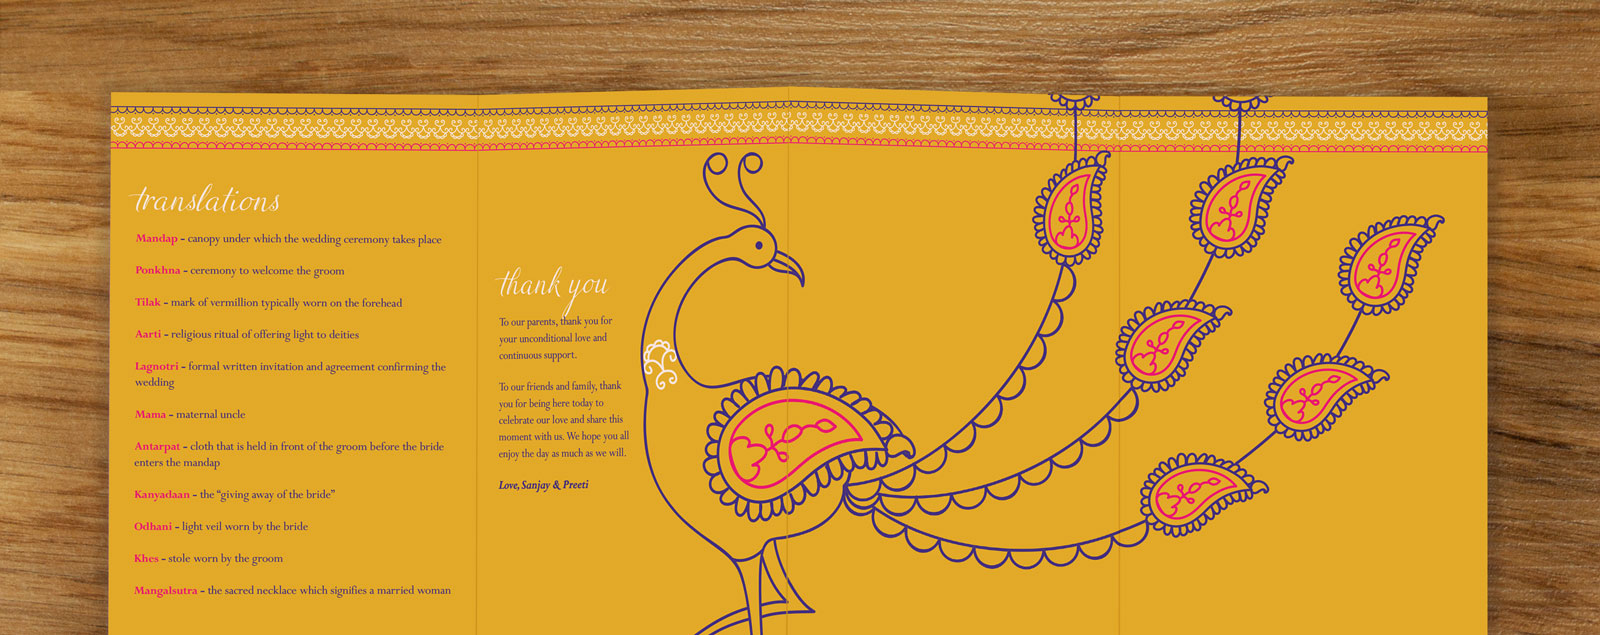 translations
Mandap - canopy under which the wedding ceremony takes place
Ponkhna - ceremony to welcome the groom
Tilak - mark of vermillion typically worn on the forehead
Aarti - religious ritual of offering light to deities
Lagnotri - formal written invitation and agreement confirming the
wedding
Mama - maternal uncle
Antarpat - cloth that is held in front of the groom before the bride
enters the mandap
Kanyadaan - the “giving away of the bride”
Odhani - light veil worn by the bride
Khes - stole worn by the groom
Mangalsutra - the sacred necklace which signifies a married woman
thank you
To our parents, thank you for
your unconditional love and
continuous support.
To our friends and family, thank
you for being here today to
celebrate our love and share this
moment with us. We hope you all
enjoy the day as much as we will.
Love, Sanjay & Preeti